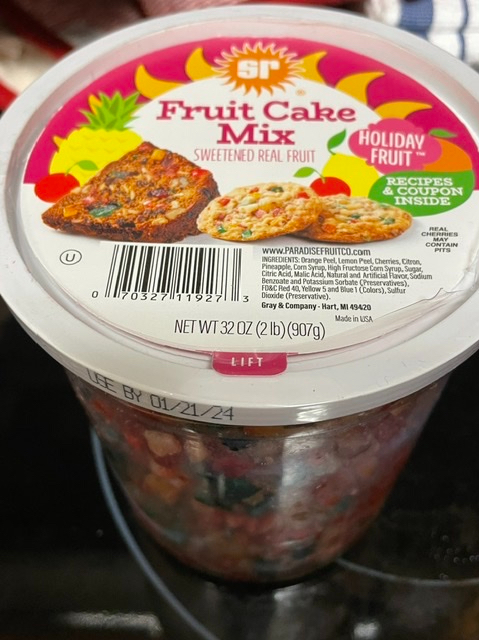 sr
Fruit Cake
Mix
SWEETENED REAL FRUIT
HOLIDAY
FRUIT™
RECIPES
& COUPON
INSIDE
REAL
CHERRIES
MAY
CONTAIN
PITS
U
0 70327 11927 3
www.PARADISEFRUITCO.com
INGREDIENTS: Orange Peel, Lemon Peel, Cherries, Citron,
Pineapple, Corn Syrup, High Fructose Corn Syrup, Sugar,
Citric Acid, Malic Acid, Natural and Artificial Flavor, Sodium
Benzoate and Potassium Sorbate (Preservatives),
FD&C Red 40, Yellow 5 and Blue 1 (Colors), Sulfur
Dioxide (Preservative).
Gray & Company - Hart, MI 49420
Made in USA
NET WT 32 OZ (2 lb) (907g)
LIFT
USE BY 01/21/24